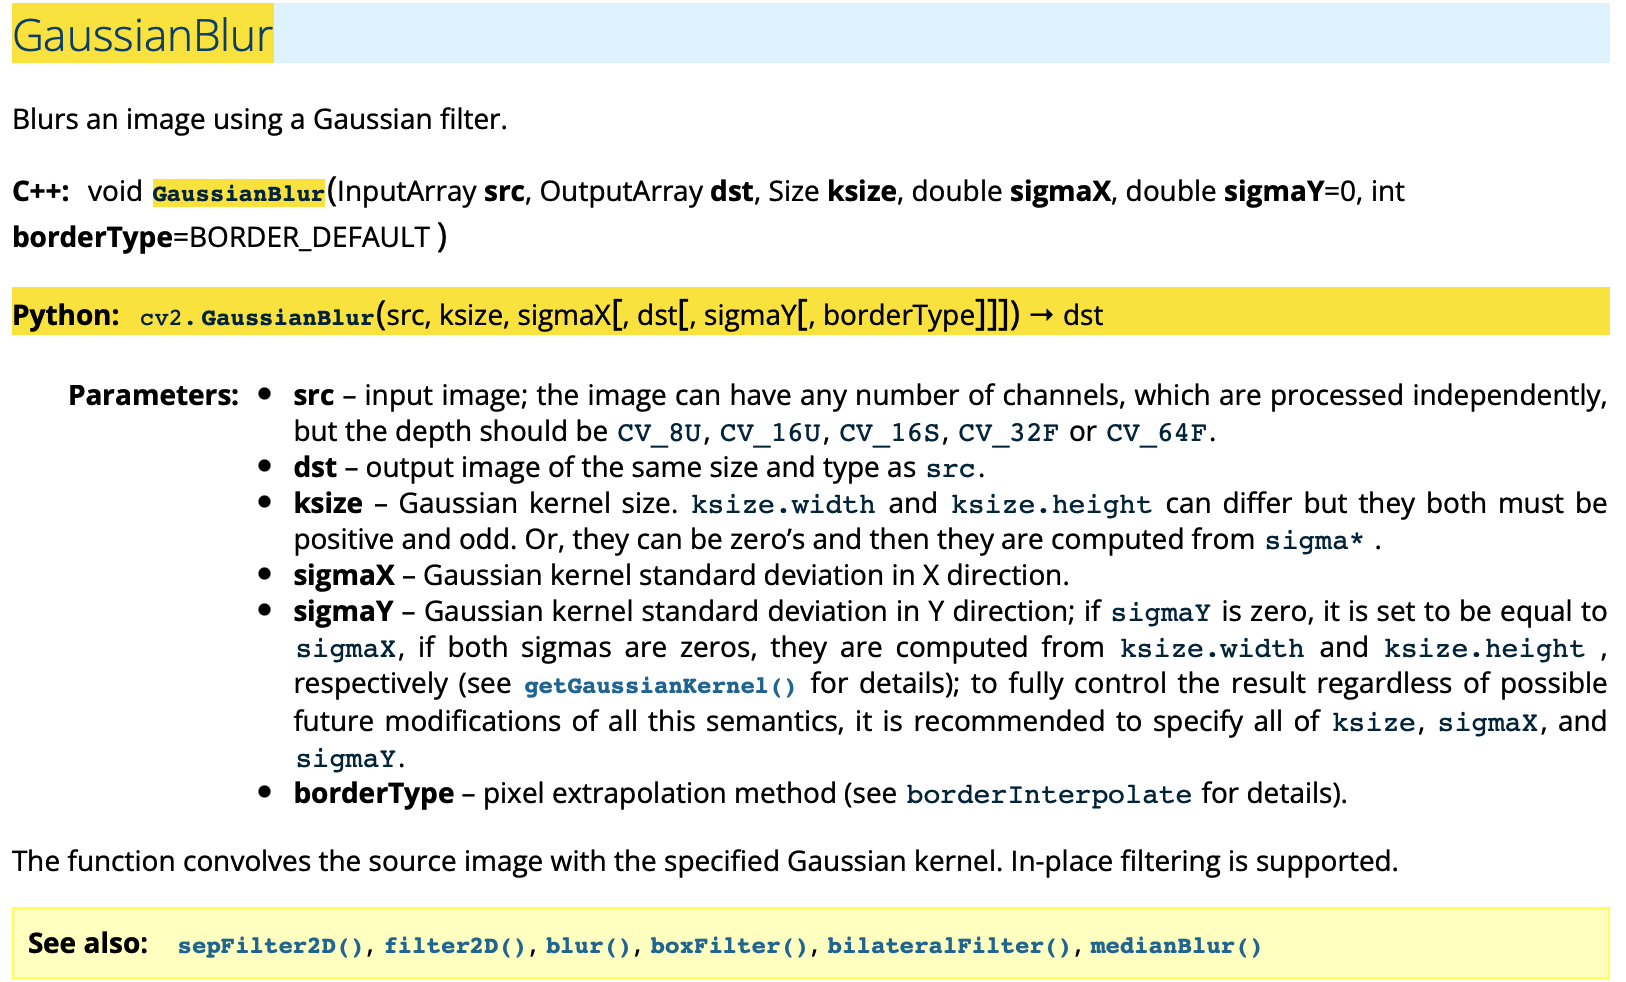 GaussianBlur
Blurs an image using a Gaussian filter.
C++: void GaussianBlur(InputArray src, OutputArray dst, Size ksize, double sigmaX, double sigmaY=0, int
borderType=BORDER_DEFAULT )
Python: cv2.GaussianBlur(src, ksize, sigmaX[, dst[, sigmaY[, borderType]]]) → dst
Parameters: • src – input image; the image can have any number of channels, which are processed independently,
but the depth should be CV_8U, CV_16U, CV_16S, CV_32F or CV_64F.
• dst – output image of the same size and type as src.
• ksize – Gaussian kernel size. ksize.width and ksize.height can differ but they both must be
positive and odd. Or, they can be zero’s and then they are computed from sigma* .
• sigmaX – Gaussian kernel standard deviation in X direction.
• sigmaY – Gaussian kernel standard deviation in Y direction; if sigmaY is zero, it is set to be equal to
sigmaX, if both sigmas are zeros, they are computed from ksize.width and ksize.height ,
respectively (see getGaussianKernel() for details); to fully control the result regardless of possible
future modifications of all this semantics, it is recommended to specify all of ksize, sigmaX, and
sigmaY.
• borderType – pixel extrapolation method (see borderInterpolate for details).
The function convolves the source image with the specified Gaussian kernel. In-place filtering is supported.
See also: sepFilter2D(), filter2D(), blur(), boxFilter(), bilateralFilter(), medianBlur()